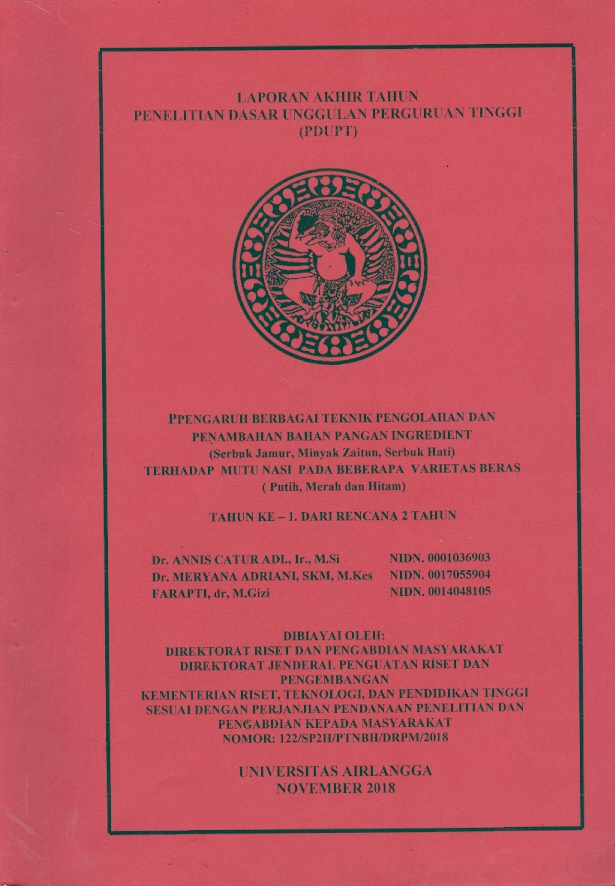 LAPORAN AKHIR TAHUN
PENELITIAN DASAR UNGGULAN PERGURUAN TINGGI
(PDUPT)
PPENGARUH BERBAGAI TEKNIK PENGOLAHAN DAN
PENAMBAHAN BAHAN PANGAN INGREDIENT
(Serbuk Jamur, Minyak Zaitun, Serbuk Hati)
TERHADAP MUTU NASI PADA BEBERAPA VARIETAS BERAS
( Putih, Merah dan Hitam)
TAHUN KE – 1. DARI RENCANA 2 TAHUN
Dr. ANNIS CATUR ADI., Ir., M.Si NIDN. 0001036903
Dr. MERYANA ADRIANI, SKM, M.Kes NIDN. 0017055904
FARAPTI, dr, M.Gizi NIDN. 0014048105
DIBIAYAI OLEH:
DIREKTORAT RISET DAN PENGABDIAN MASYARAKAT
DIREKTORAT JENDERAL PENGUATAN RISET DAN
PENGEMBANGAN
KEMENTERIAN RISET, TEKNOLOGI, DAN PENDIDIKAN TINGGI
SESUAI DENGAN PERJANJIAN PENDANAAN PENELITIAN DAN
PENGABDIAN KEPADA MASYARAKAT
NOMOR: 122/SP2H/PTNBH/DRPM/2018
UNIVERSITAS AIRLANGGA
NOVEMBER 2018